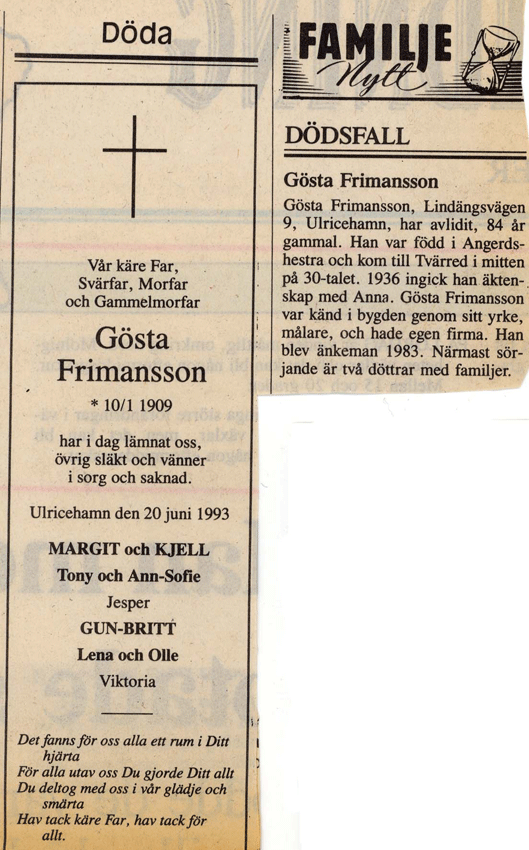 Döda
Vår käre Far,
Svärfar, Morfar
och Gammelmorfar
Gösta
Frimansson
* 10/1 1909
har i dag lämnat oss,
övrig släkt och vänner
i sorg och saknad.
Ulricehamn den 20 juni 1993
MARGIT och KJELL
Tony och Ann-Sofie
Jesper
GUN-BRITT
Lena och Olle
Viktoria
Det fanns för oss alla ett rum i Ditt
hjärta
För alla utav oss Du gjorde Ditt allt
Du deltog med oss i vår glädje och
smärta
Hav tack käre Far, hav tack för
allt.
FAMILJE
Nytt
DÖDSFALL
Gösta Frimansson
Gösta Frimansson, Lindängsvägen
9, Ulricehamn, har avlidit, 84 år
gammal. Han var född i Angerds-
hestra och kom till Tvärred i mitten
på 30-talet. 1936 ingick han äkten-
skap med Anna. Gösta Frimansson
var känd i bygden genom sitt yrke,
målare, och hade egen firma. Han
blev änkeman 1983. Närmast sör-
jande är två döttrar med familjer.